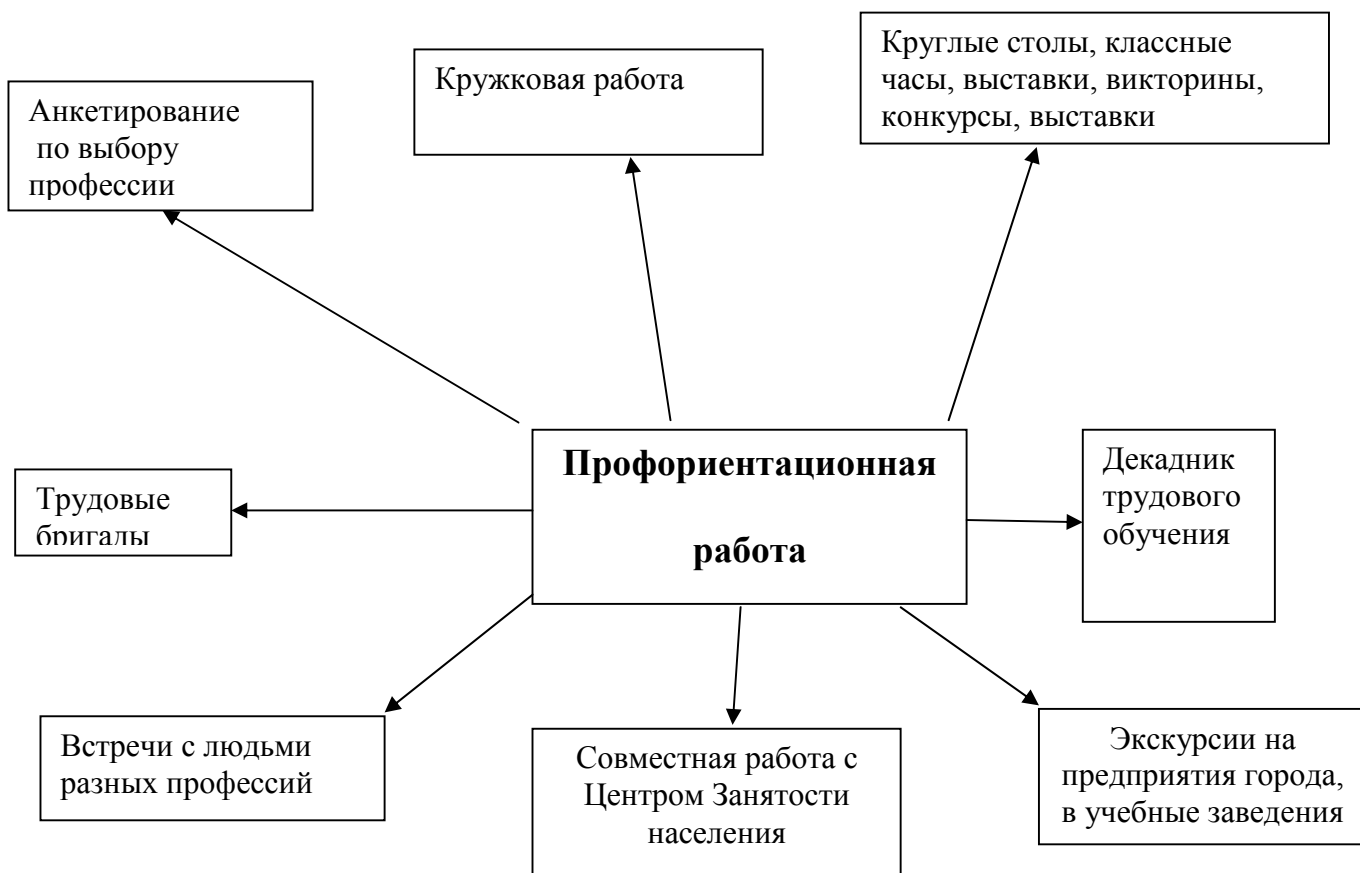 Круглые столы, классные
часы, выставки, викторины,
конкурсы, выставки
Кружковая работа
Анкетирование
по выбору
профессии
Профориентационная
работа
Декадник
трудового
обучения
Трудовые
бригады
Встречи с людьми
разных профессий
Совместная работа с
Центром Занятости
населения
Экскурсии на
предприятия города,
в учебные заведения